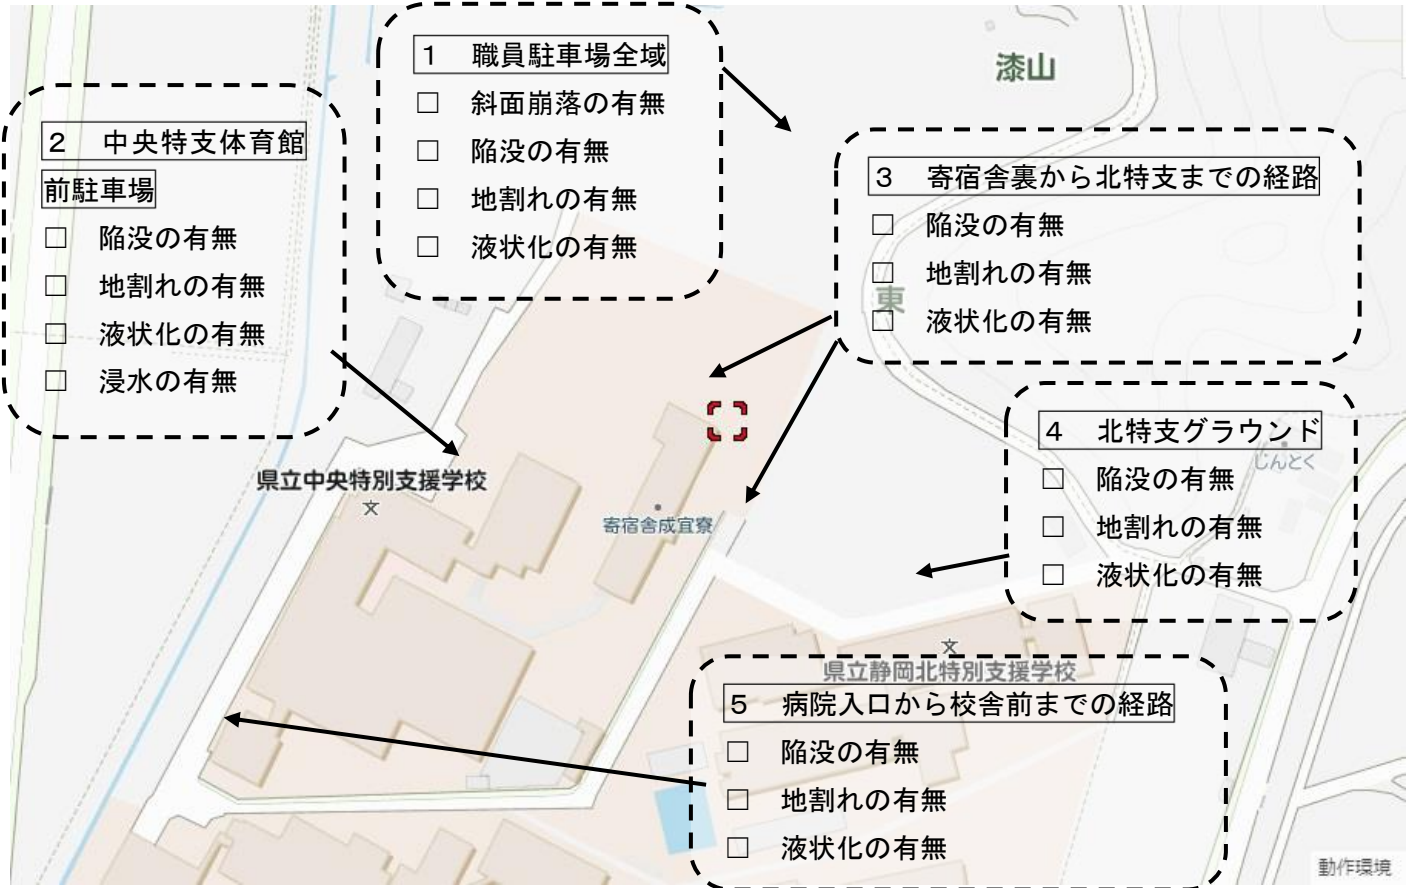 1 職員駐車場全域
□ 斜面崩落の有無
□ 陥没の有無
□ 地割れの有無
□ 液状化の有無
漆山
2 中央特支体育館
前駐車場
□ 陥没の有無
□ 地割れの有無
□ 液状化の有無
□ 浸水の有無
3 寄宿舎裏から北特支までの経路
□ 陥没の有無
□ 地割れの有無
□ 液状化の有無
東
4 北特支グラウンド
□ 陥没の有無
□ 地割れの有無
□ 液状化の有無
じんとく
県立中央特別支援学校
文
寄宿舎成宜寮
文
県立静岡北特別支援学校
5 病院入口から校舎前までの経路
□ 陥没の有無
□ 地割れの有無
□ 液状化の有無
動作環境